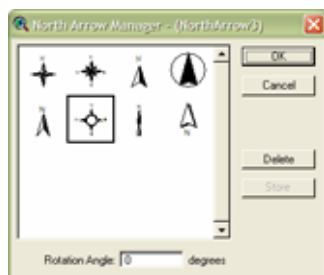 North Arrow Manager - (NorthArrow3)
OK
Cancel
Delete
Store
Rotation Angle: 0 degrees